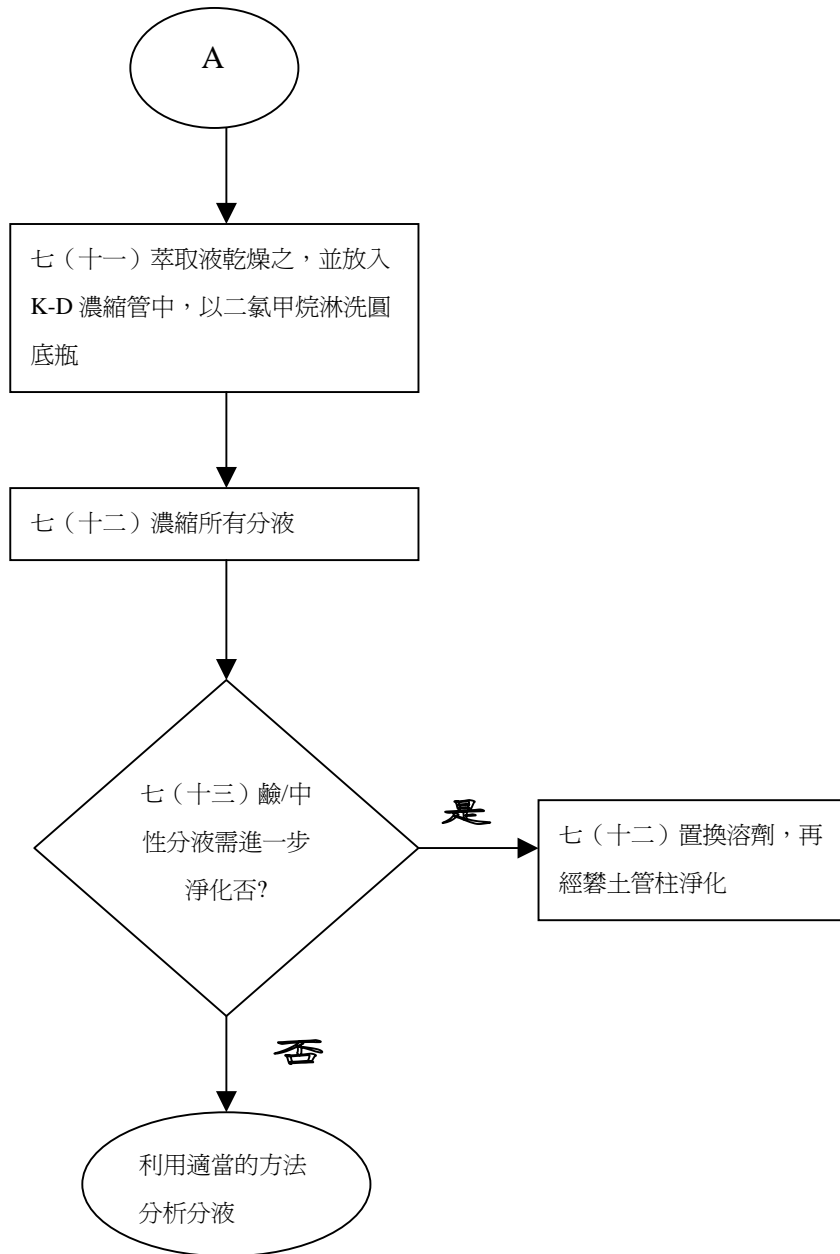 A
七（十一）萃取液乾燥之，並放入
K-D 濃縮管中，以二氯甲烷淋洗圓
底瓶
七（十二）濃縮所有分液
七（十三）鹼/中
性分液需進一步
淨化否?
是
七（十二）置換溶劑，再
經礬土管柱淨化
否
利用適當的方法
分析分液